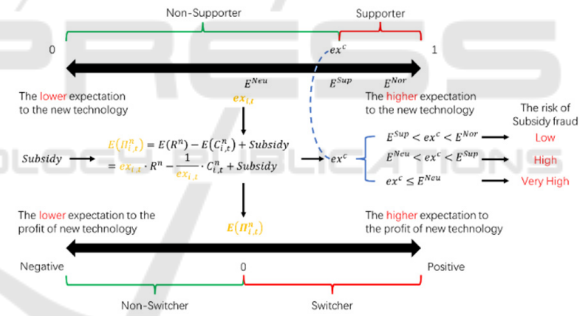 Non-Supporter Supporter
0 ex^c 1
E^Neu E^Sup E^Nor
The lower expectation
to the new technology
ex_i,t
The higher expectation
to the new technology
The risk of
Subsidy fraud
Subsidy
E(Π^n_i,t) = E(R^n) − E(C^n_i,t) + Subsidy
= ex_i,t · R^n − 1/ex_i,t · C^n_i,t + Subsidy
ex^c
E^Sup < ex^c < E^Nor Low
E^Neu < ex^c < E^Sup High
ex^c ≤ E^Neu Very High
The lower expectation to the
profit of new technology
E(Π^n_i,t)
The higher expectation to
the profit of new technology
Negative 0 Positive
Non-Switcher Switcher